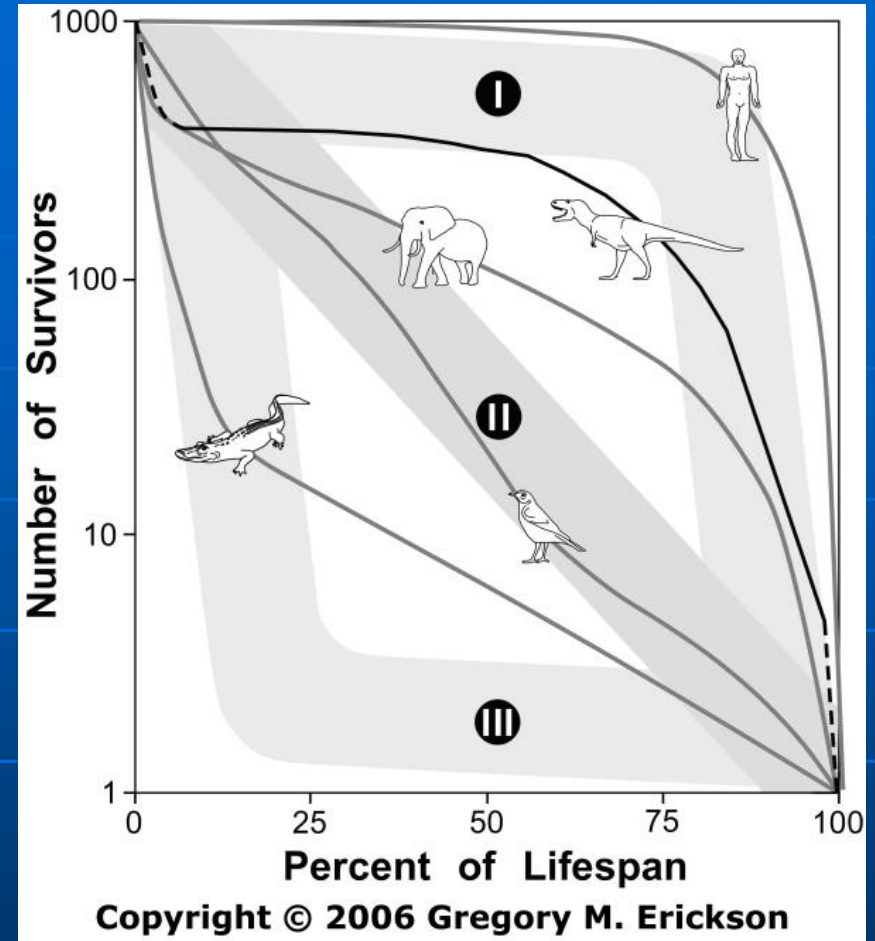 1000
100
10
1
Number of Survivors
I
II
III
0 25 50 75 100
Percent of Lifespan
Copyright © 2006 Gregory M. Erickson